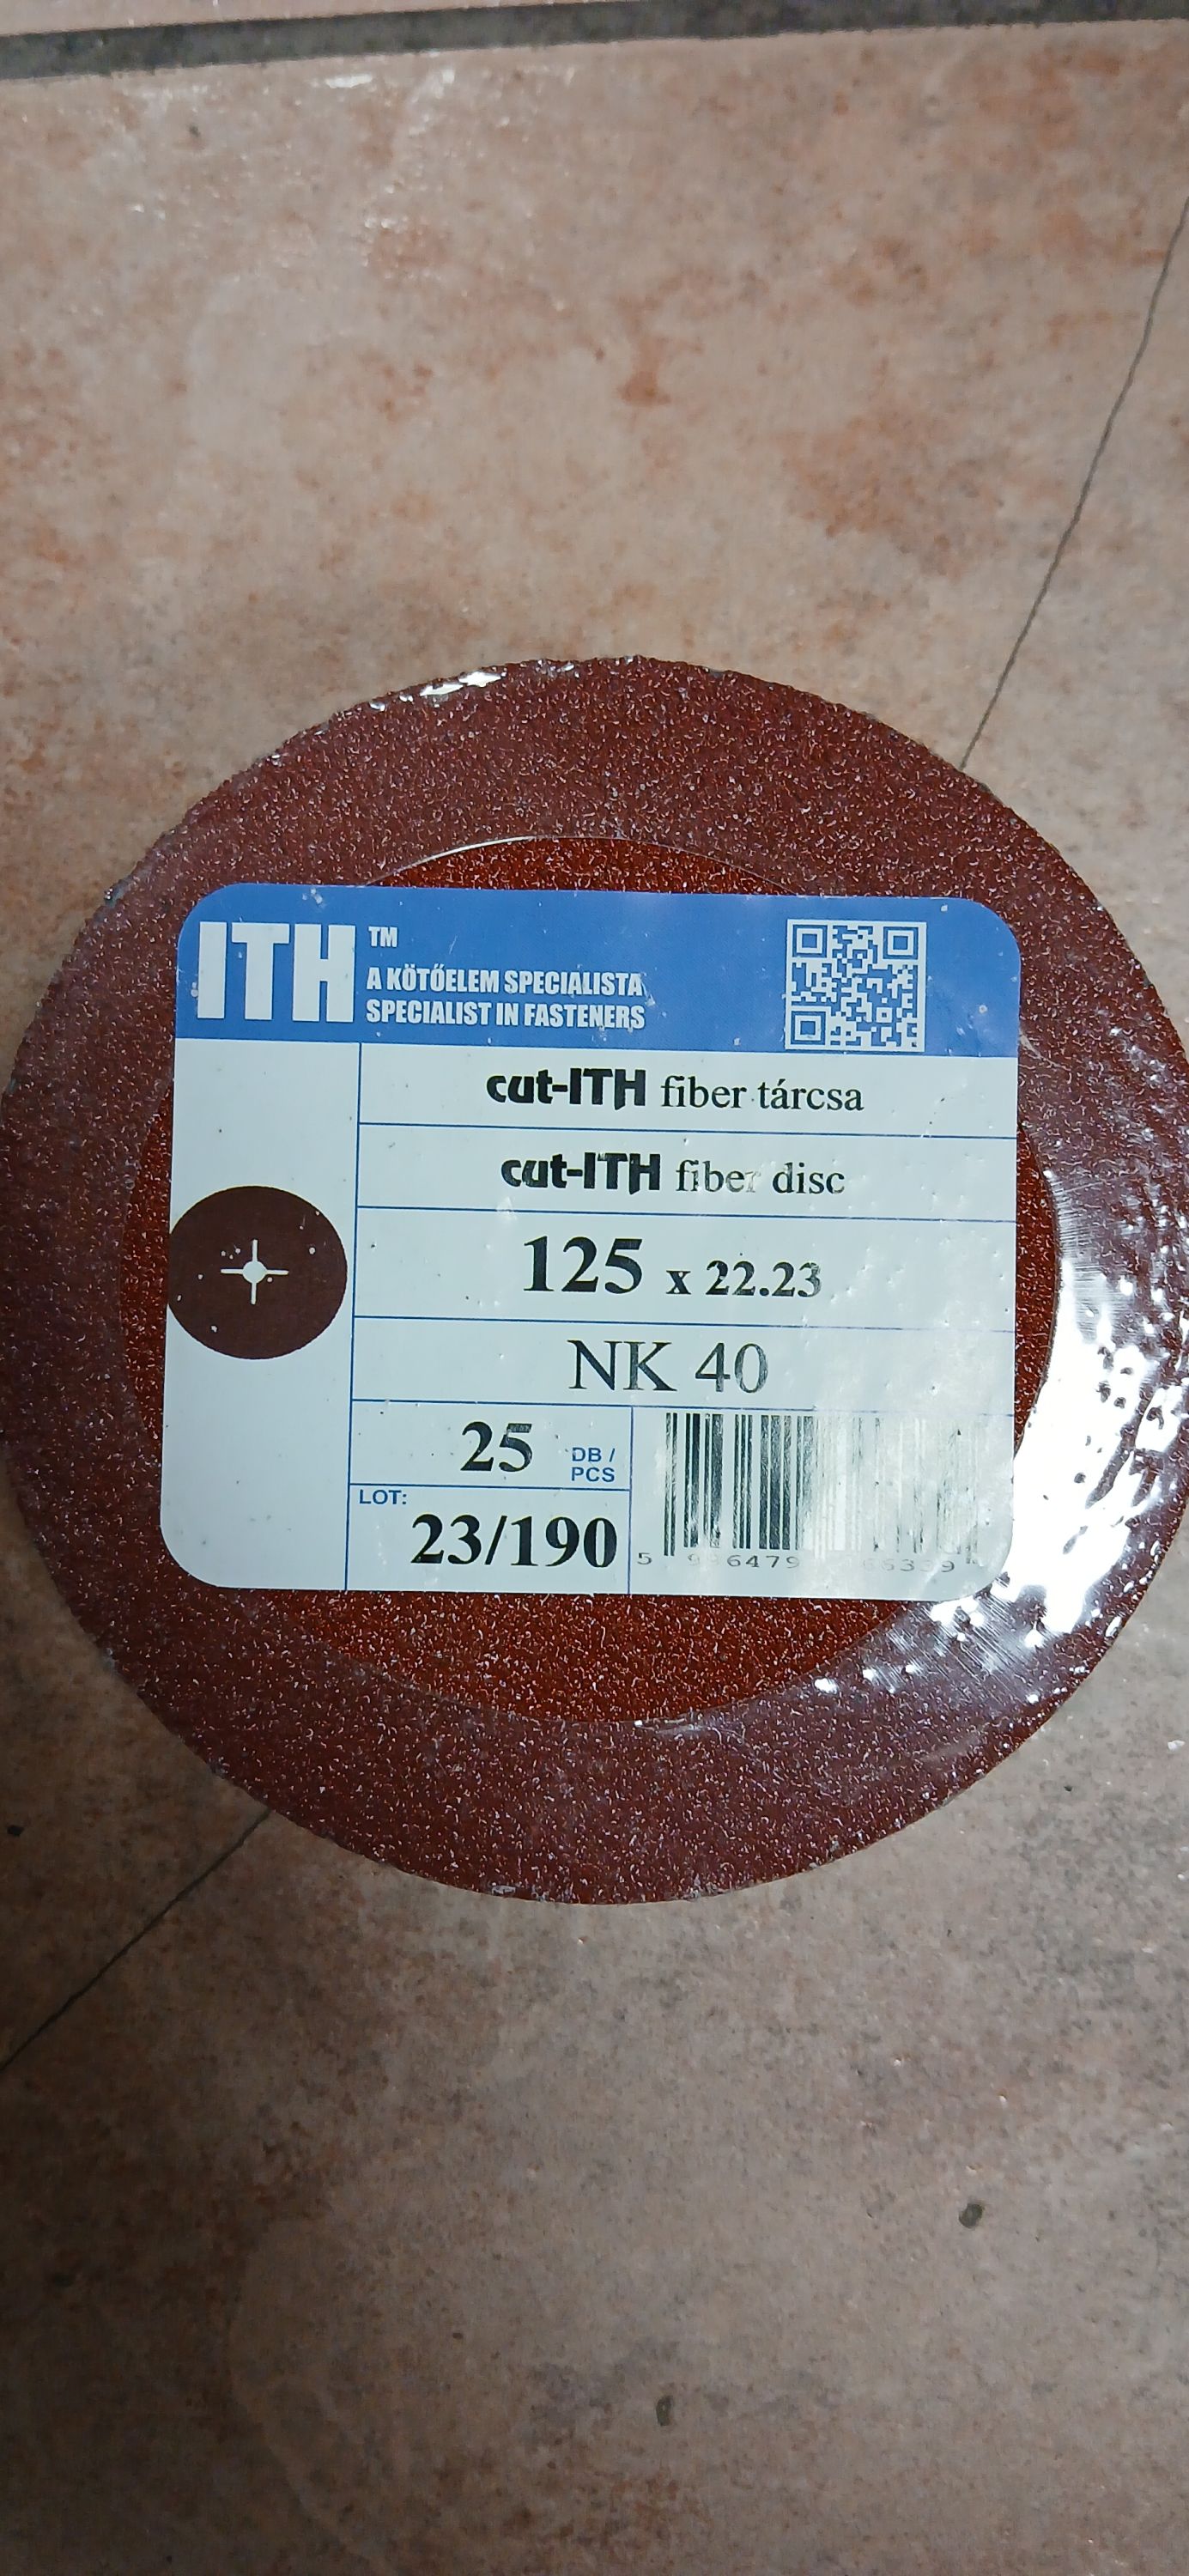 ITH™
A KÖTŐELEM SPECIALISTA
SPECIALIST IN FASTENERS
cut-ITH fiber tárcsa
cut-ITH fiber disc
125 x 22.23
NK 40
25 DB / PCS
LOT:
23/190